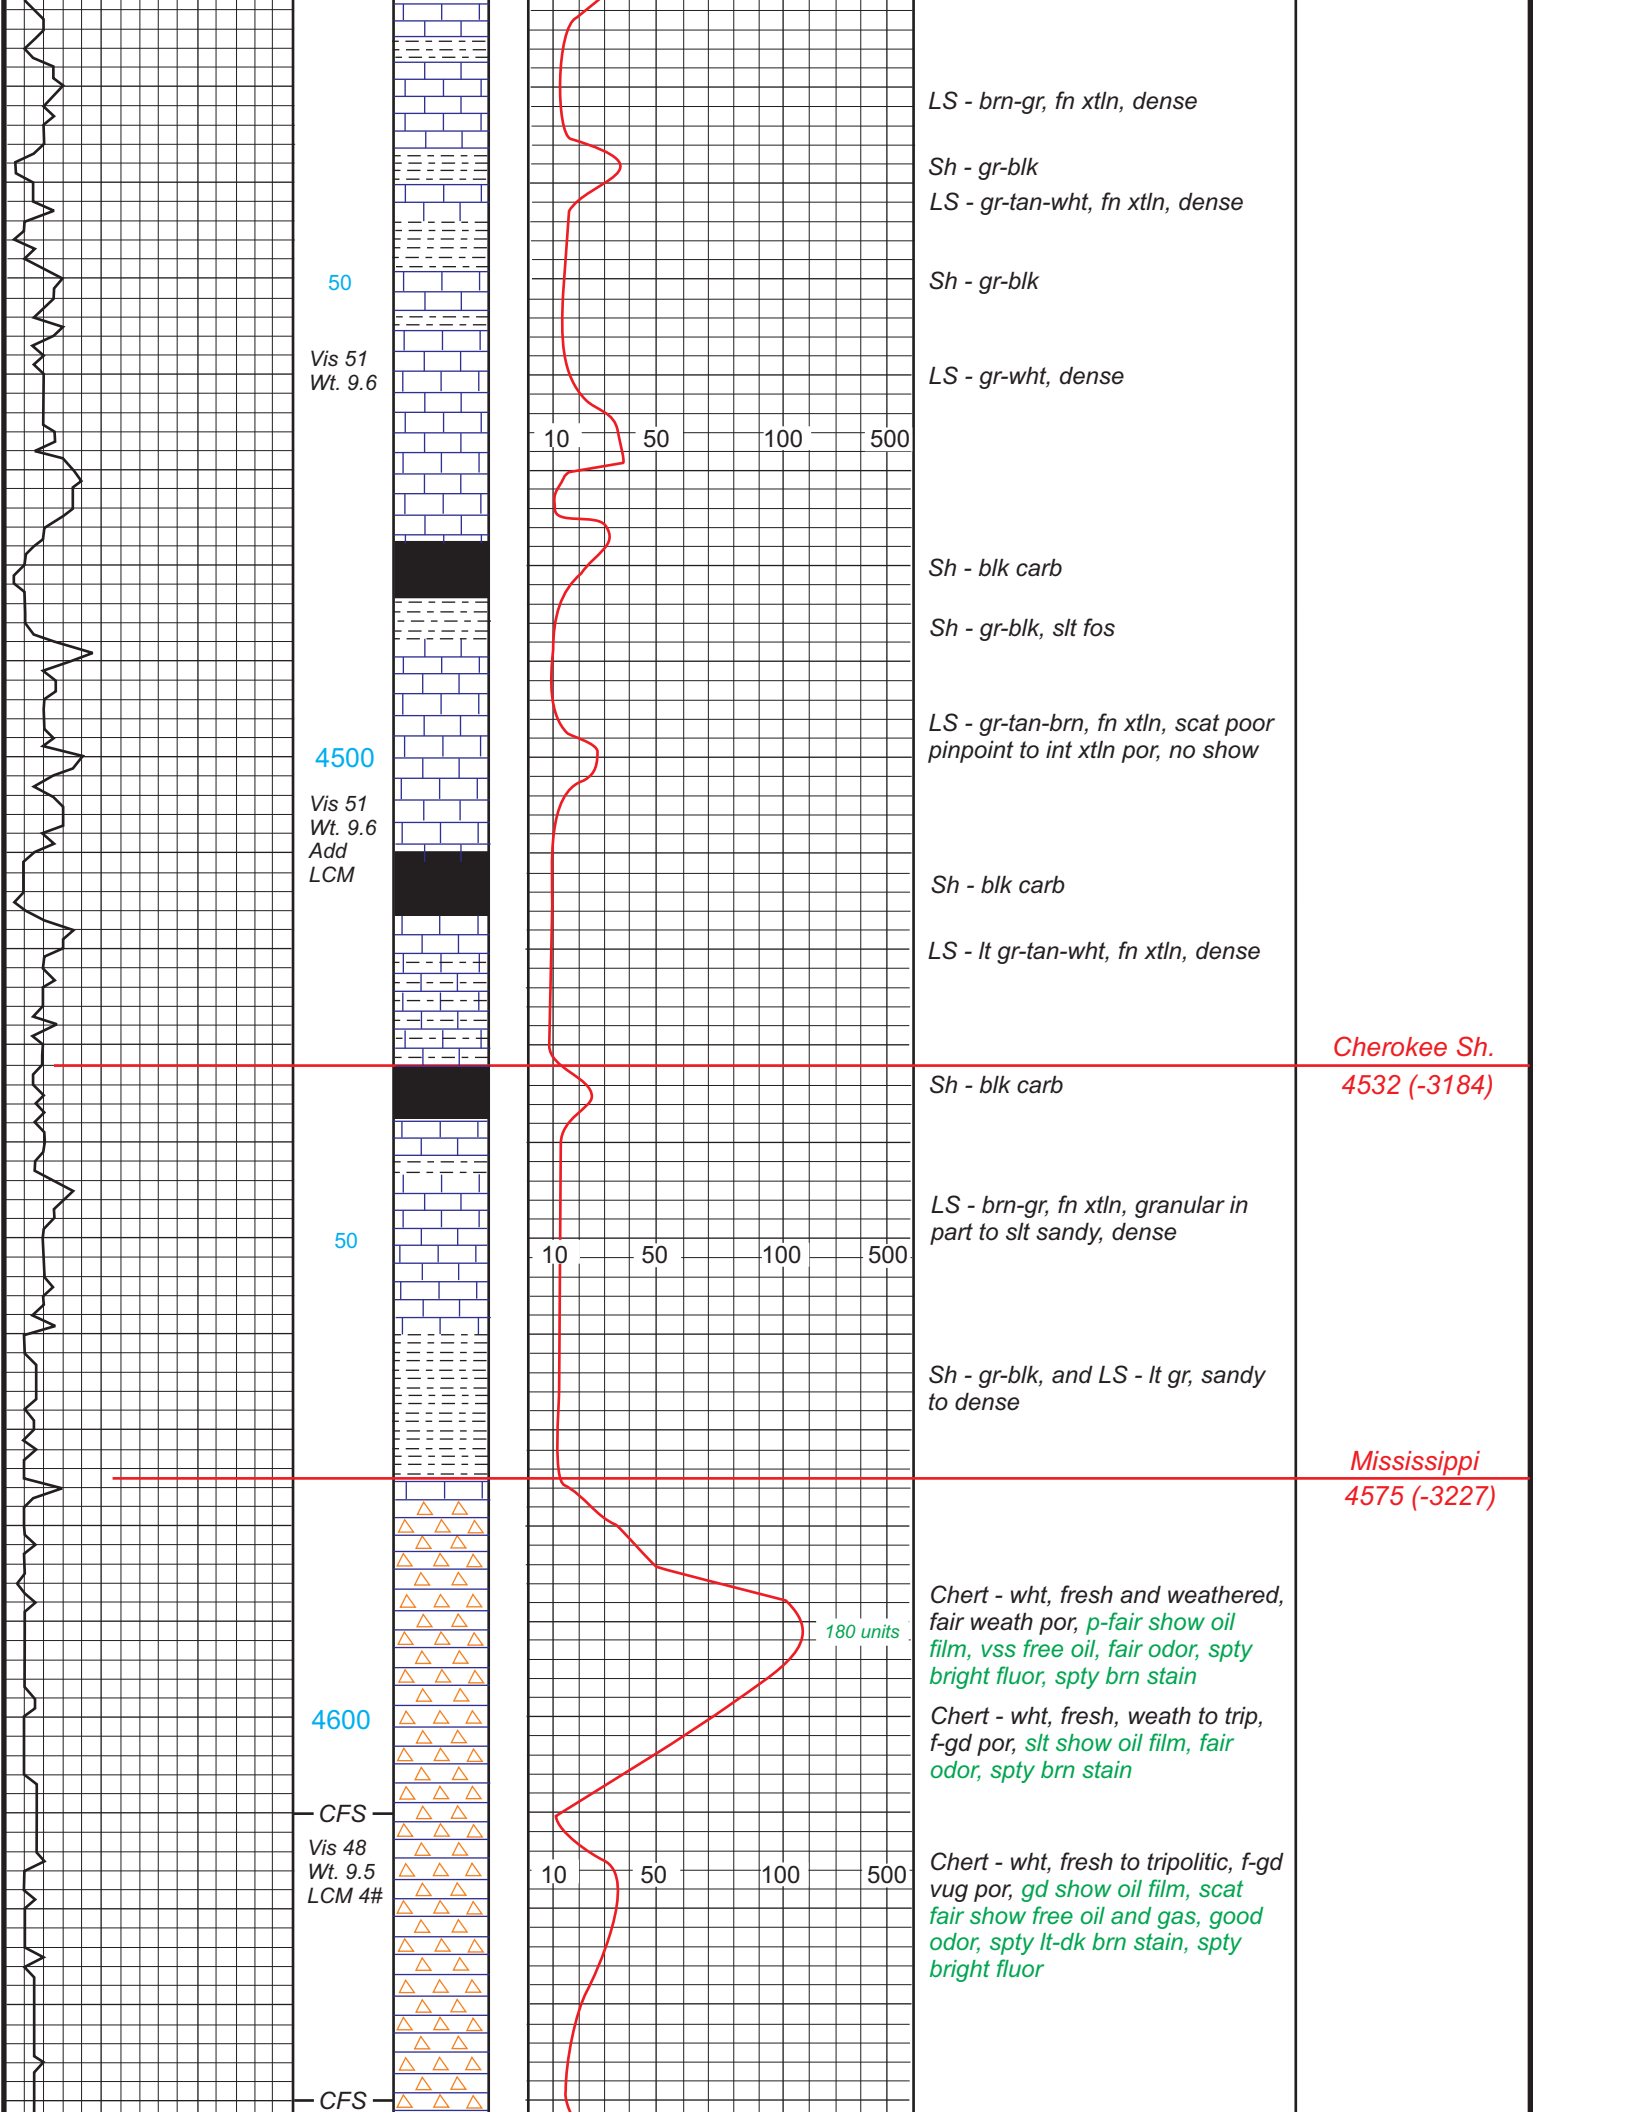 LS - brn-gr, fn xtln, dense
Sh - gr-blk
LS - gr-tan-wht, fn xtln, dense
50
Sh - gr-blk
Vis 51
Wt. 9.6
LS - gr-wht, dense
10 50 100 500
Sh - blk carb
Sh - gr-blk, slt fos
LS - gr-tan-brn, fn xtln, scat poor
pinpoint to int xtln por, no show
4500
Vis 51
Wt. 9.6
Add
LCM
Sh - blk carb
LS - lt gr-tan-wht, fn xtln, dense
Cherokee Sh.
4532 (-3184)
Sh - blk carb
LS - brn-gr, fn xtln, granular in
part to slt sandy, dense
50
10 50 100 500
Sh - gr-blk, and LS - lt gr, sandy
to dense
Mississippi
4575 (-3227)
Chert - wht, fresh and weathered,
fair weath por, p-fair show oil
film, vss free oil, fair odor, spty
bright fluor, spty brn stain
180 units
4600
Chert - wht, fresh, weath to trip,
f-gd por, slt show oil film, fair
odor, spty brn stain
CFS
Vis 48
Wt. 9.5
LCM 4#
10 50 100 500
Chert - wht, fresh to tripolitic, f-gd
vug por, gd show oil film, scat
fair show free oil and gas, good
odor, spty lt-dk brn stain, spty
bright fluor
CFS